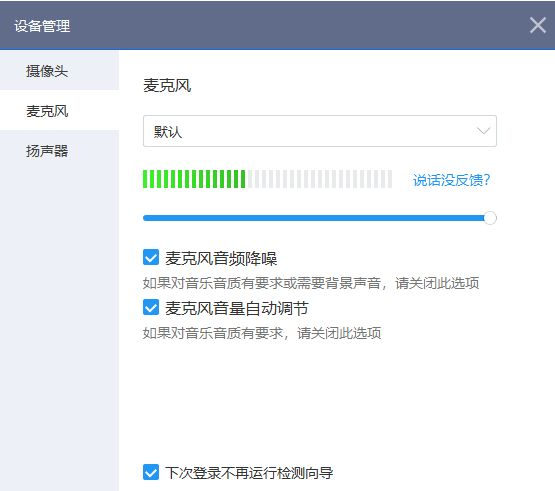 设备管理
摄像头
麦克风
扬声器
麦克风
默认
说话没反馈?
麦克风音频降噪
如果对音乐音质有要求或需要背景声音，请关闭此选项
麦克风音量自动调节
如果对音乐音质有要求，请关闭此选项
下次登录不再运行检测向导